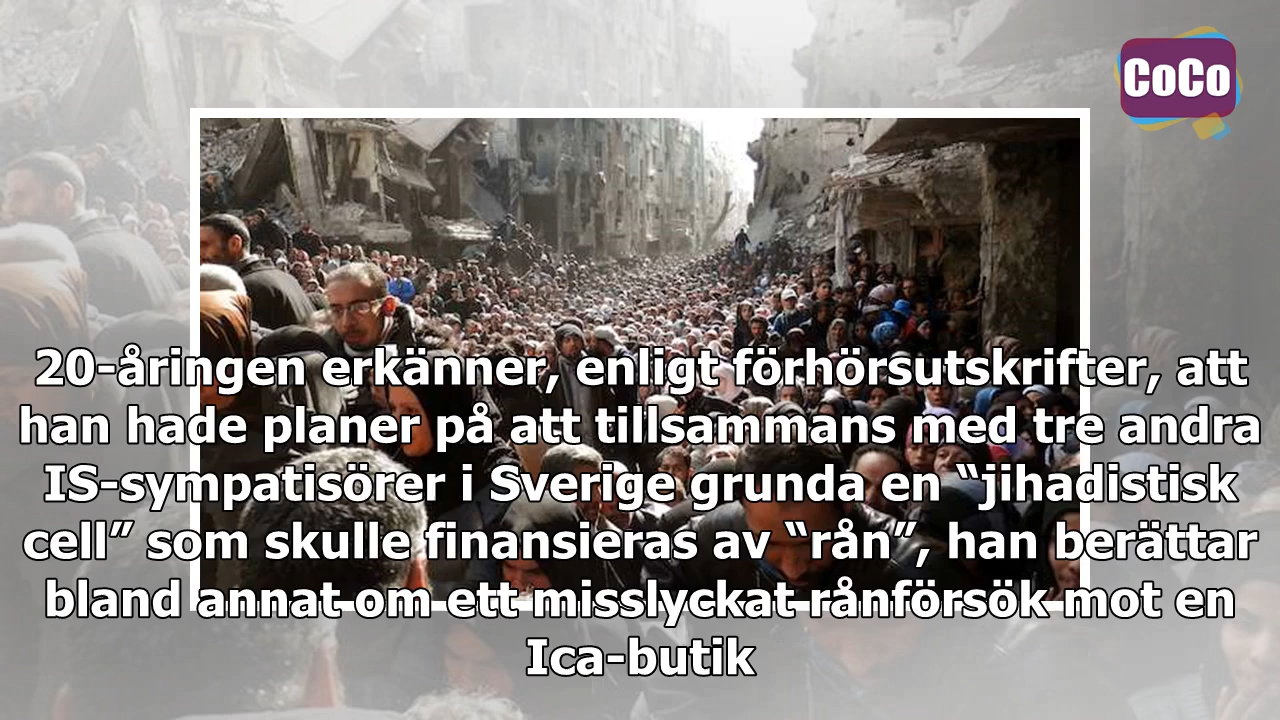 CoCo
20-åringen erkänner, enligt förhörsutskrifter, att
han hade planer på att tillsammans med tre andra
IS-sympatisörer i Sverige grunda en “jihadistisk
cell” som skulle finansieras av “rån”, han berättar
bland annat om ett misslyckat rånförsök mot en
Ica-butik